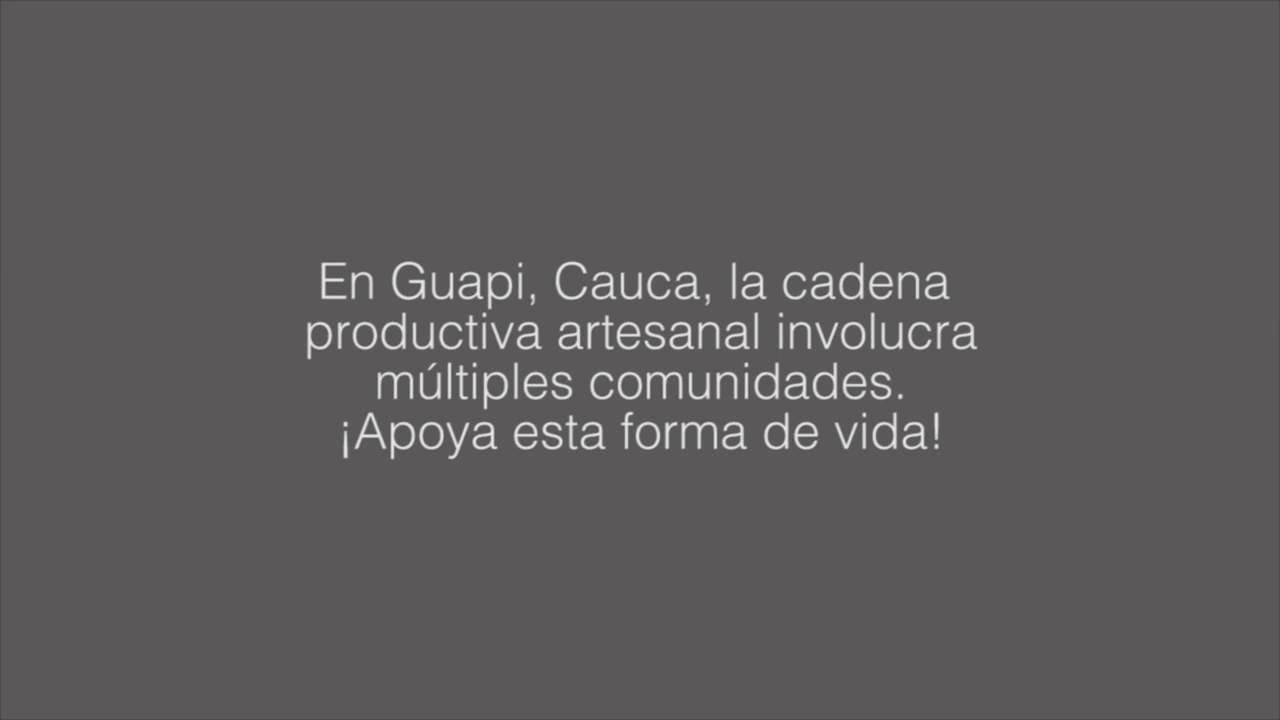 En Guapi, Cauca, la cadena
productiva artesanal involucra
múltiples comunidades.
¡Apoya esta forma de vida!